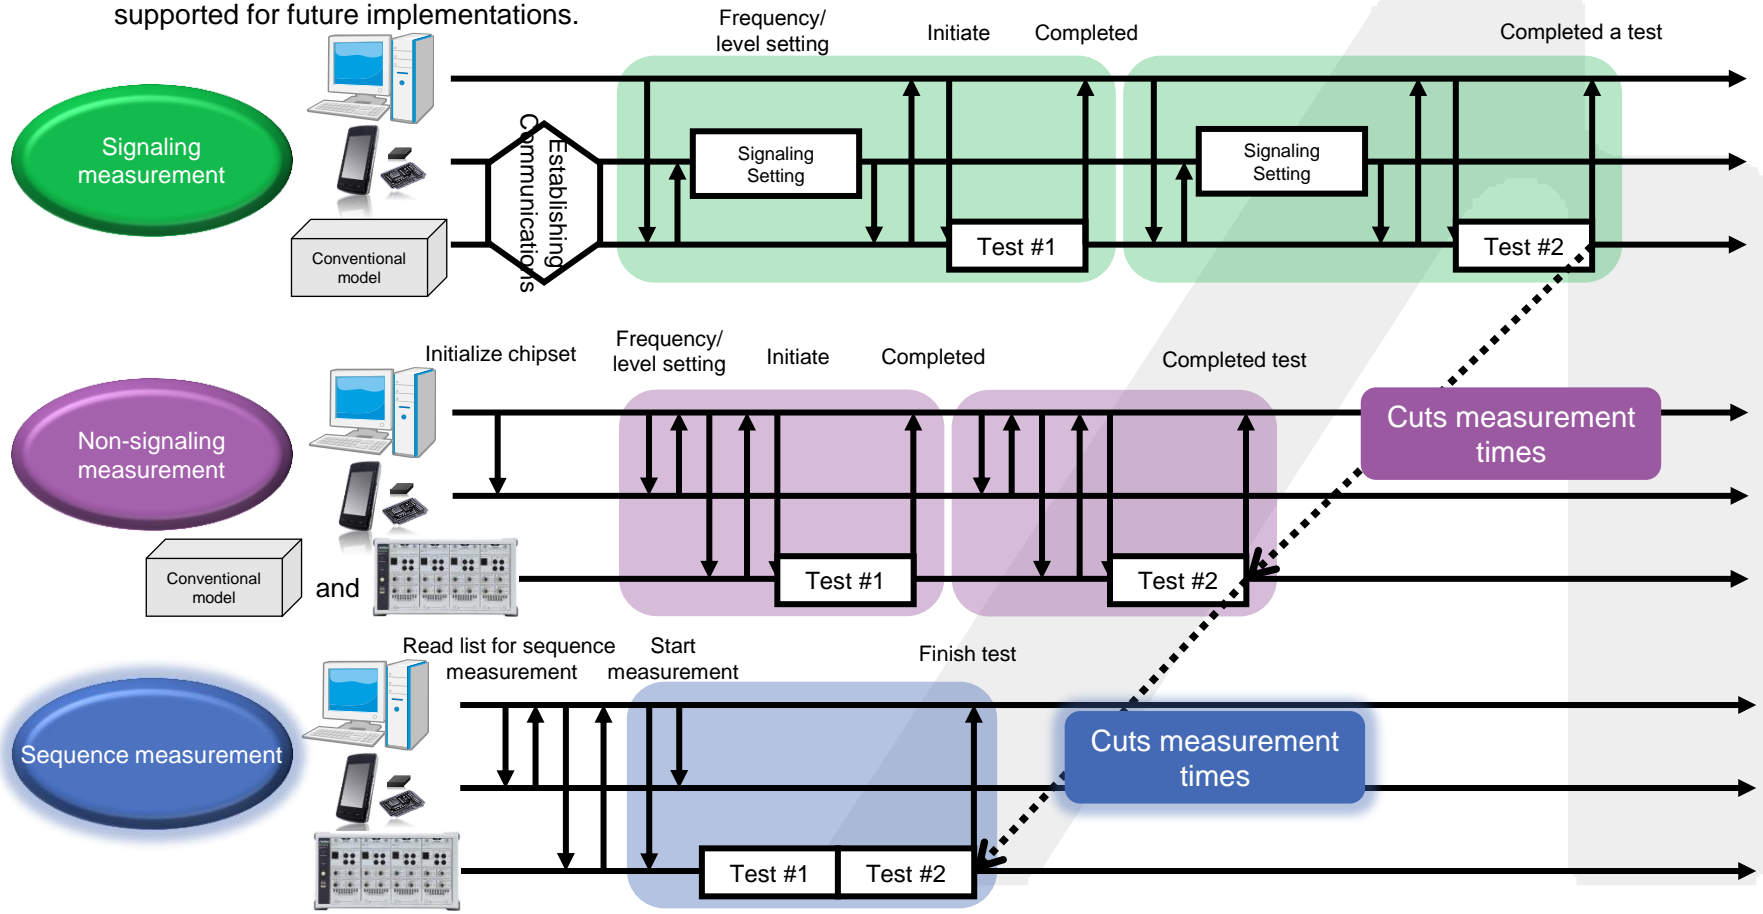 supported for future implementations.
Frequency/
level setting
Initiate
Completed
Completed a test
Signaling
measurement
Establishing
Communications
Signaling
Setting
Signaling
Setting
Conventional
model
Test #1
Test #2
Initialize chipset
Frequency/
level setting
Initiate
Completed
Completed test
Non-signaling
measurement
Cuts measurement
times
Conventional
model
and
Test #1
Test #2
Read list for sequence
measurement
Start
measurement
Finish test
Sequence measurement
Cuts measurement
times
Test #1
Test #2